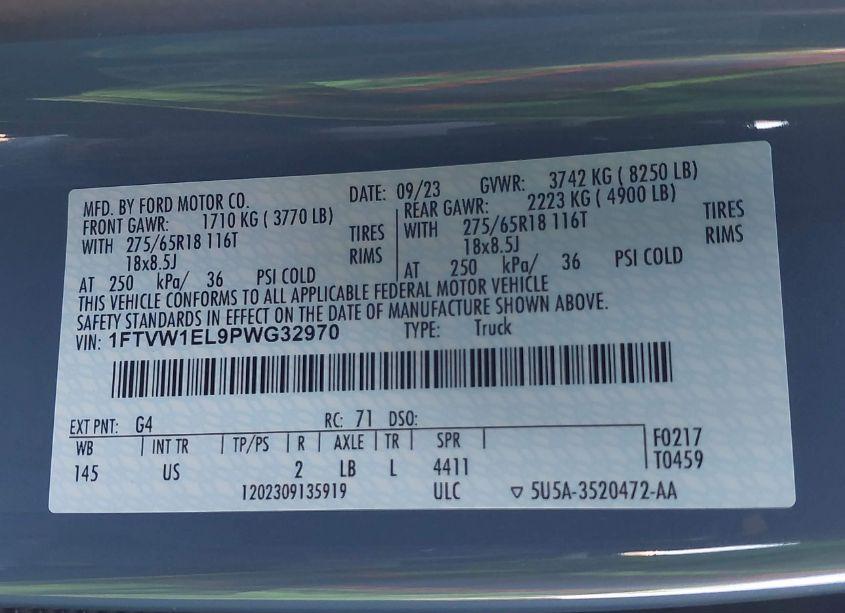 MFD. BY FORD MOTOR CO. DATE: 09/23 GVWR: 3742 KG ( 8250 LB)
FRONT GAWR: 1710 KG ( 3770 LB) REAR GAWR: 2223 KG ( 4900 LB)
WITH 275/65R18 116T TIRES WITH 275/65R18 116T TIRES
18x8.5J RIMS 18x8.5J RIMS
AT 250 kPa/ 36 PSI COLD AT 250 kPa/ 36 PSI COLD
THIS VEHICLE CONFORMS TO ALL APPLICABLE FEDERAL MOTOR VEHICLE
SAFETY STANDARDS IN EFFECT ON THE DATE OF MANUFACTURE SHOWN ABOVE.
VIN: 1FTVW1EL9PWG32970 TYPE: Truck
EXT PNT: G4 RC: 71 DSO:
WB INT TR TP/PS R AXLE TR SPR F0217
145 US 2 LB L 4411 T0459
1202309135919 ULC ▽ 5U5A-3520472-AA